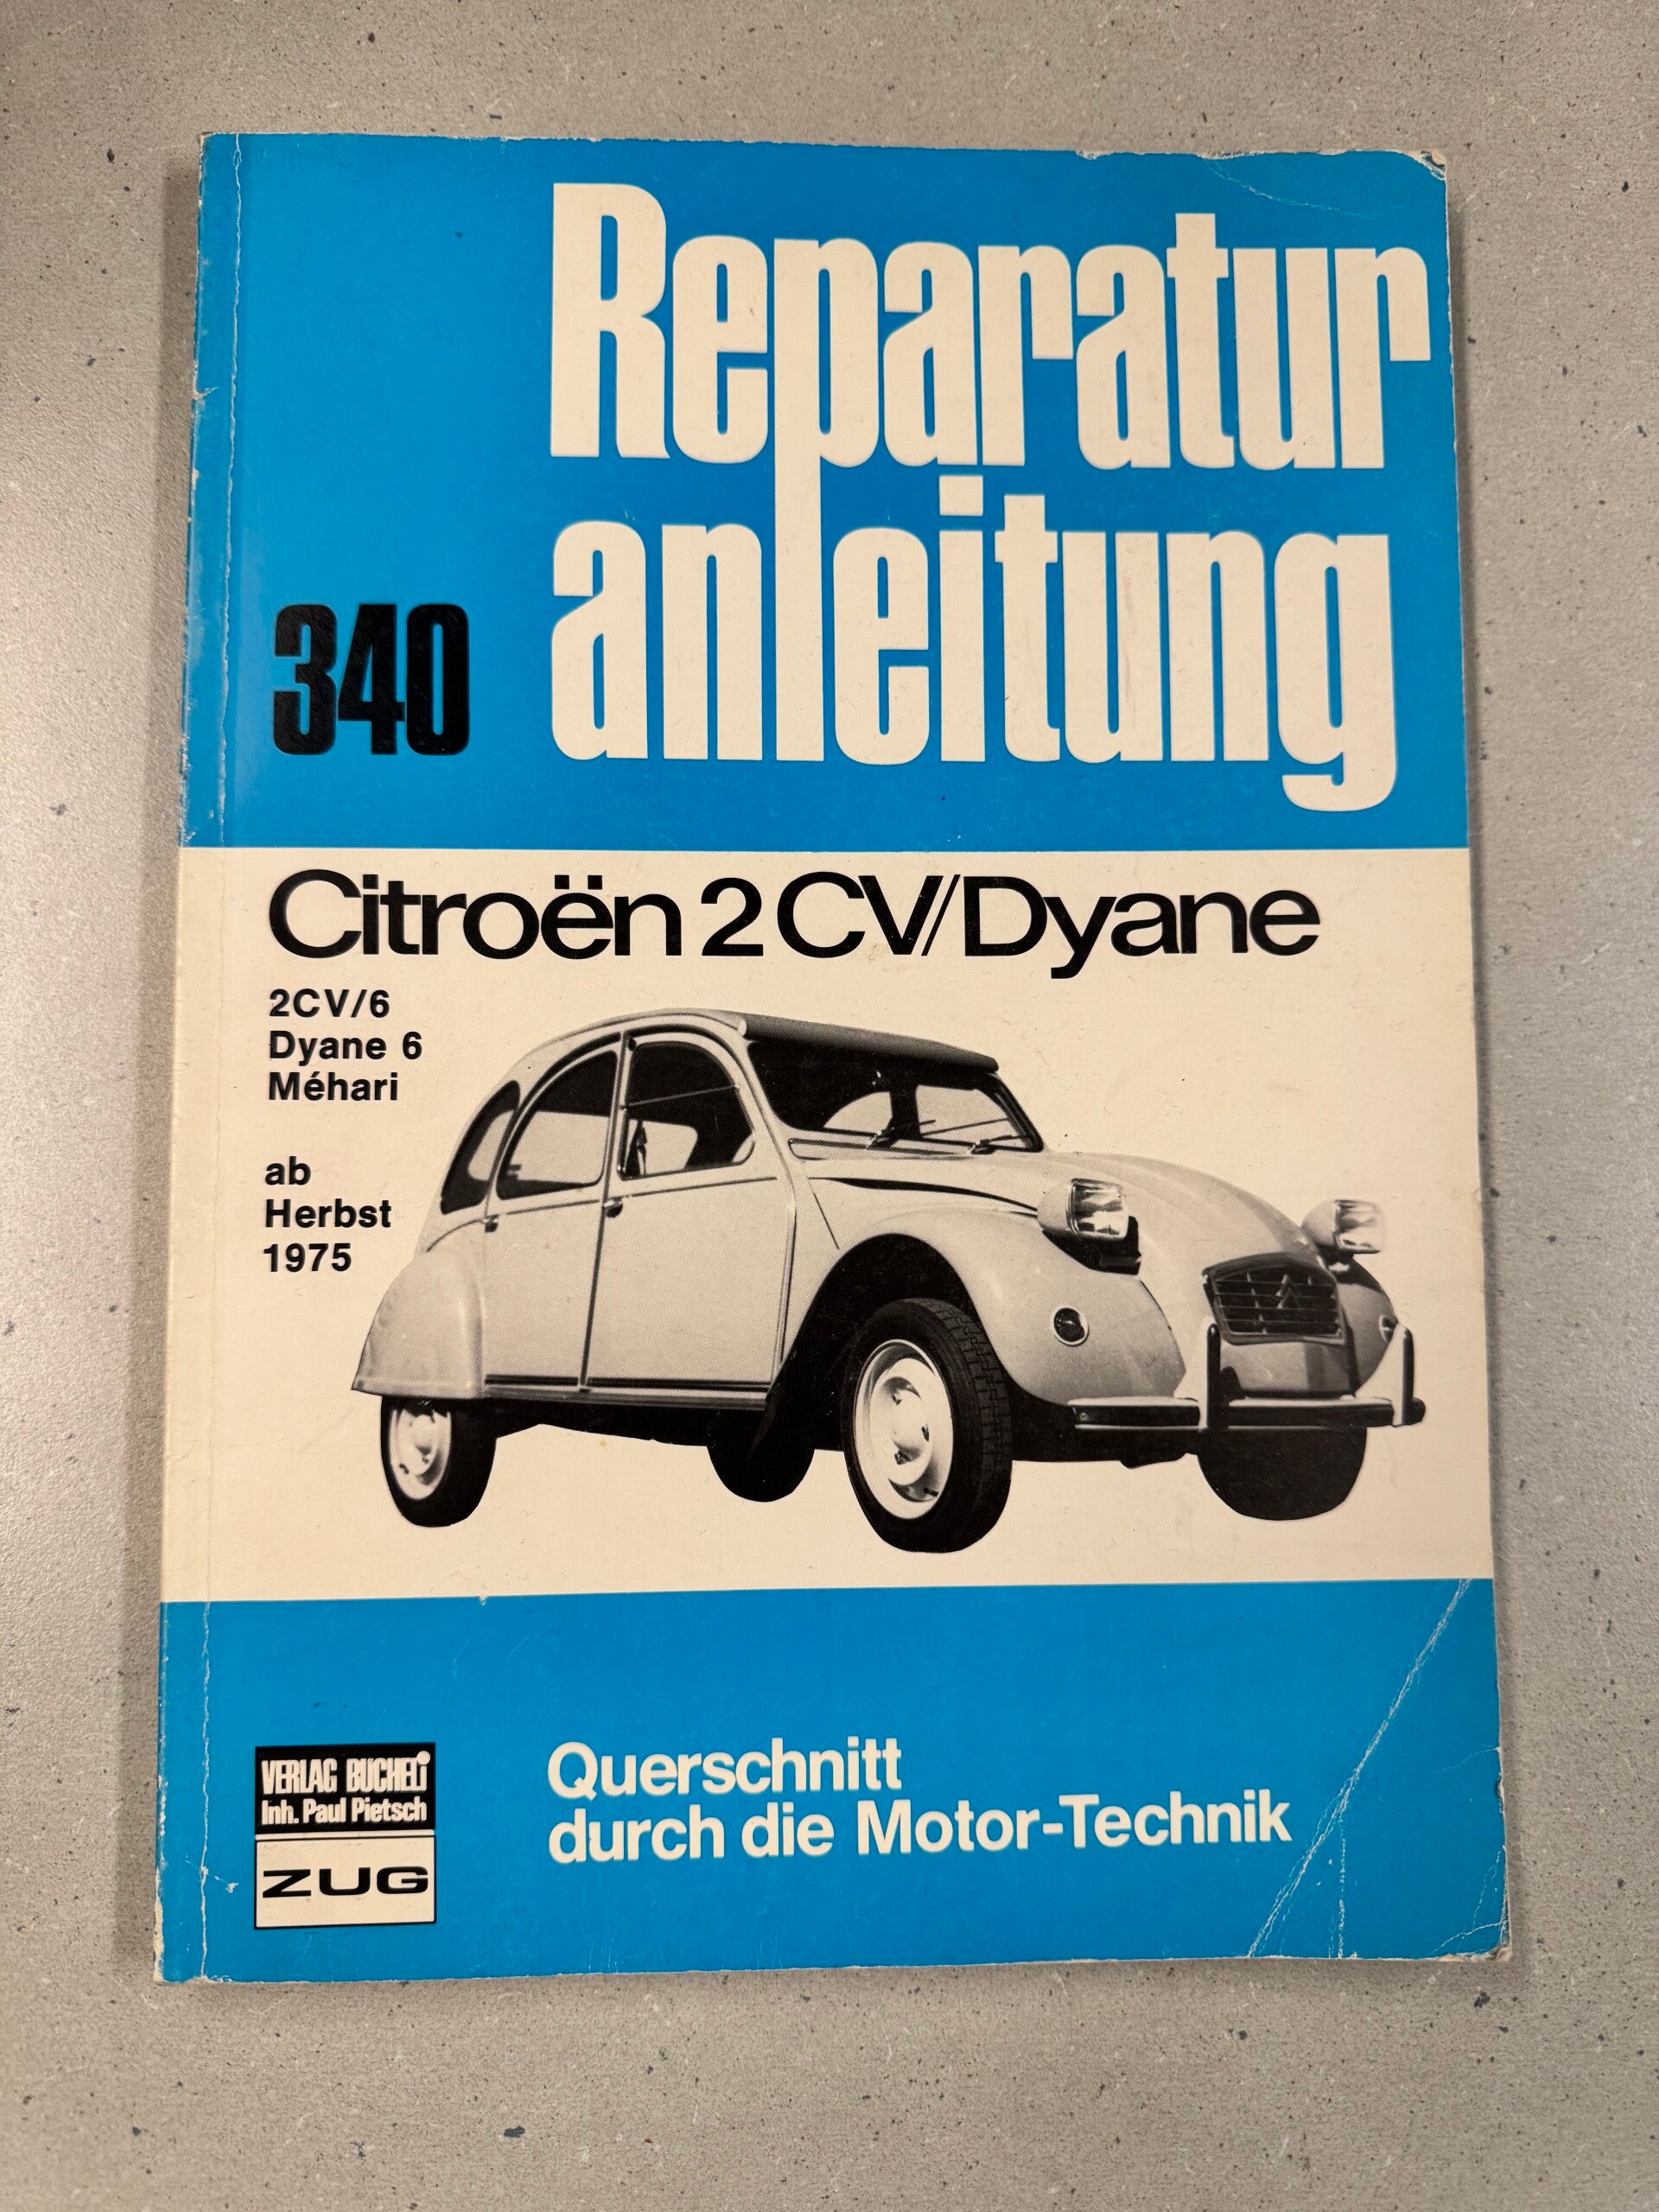 Reparatur
anleitung
340
Citroën 2 CV/Dyane
2CV/6
Dyane 6
Méhari
ab
Herbst
1975
VERLAG BUCHELI
Inh. Paul Pietsch
ZUG
Querschnitt
durch die Motor-Technik